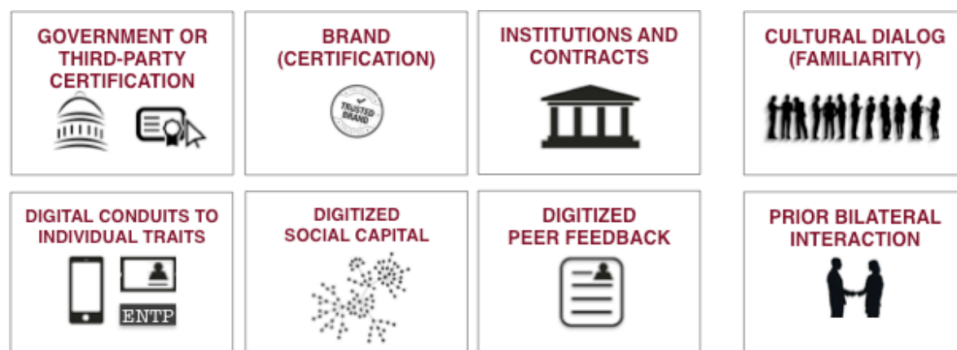 GOVERNMENT OR
THIRD-PARTY
CERTIFICATION
BRAND
(CERTIFICATION)
TRUSTED
BRAND
INSTITUTIONS AND
CONTRACTS
CULTURAL DIALOG
(FAMILIARITY)
DIGITAL CONDUITS TO
INDIVIDUAL TRAITS
ENTP
DIGITIZED
SOCIAL CAPITAL
DIGITIZED
PEER FEEDBACK
PRIOR BILATERAL
INTERACTION